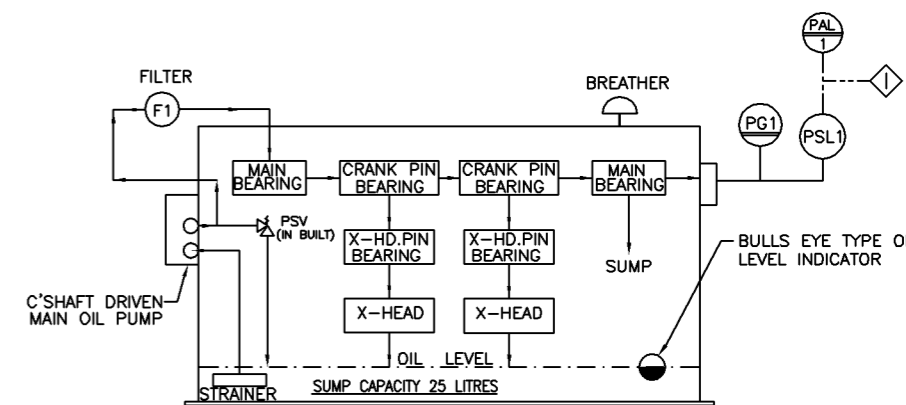 PAL
1
FILTER
BREATHER
I
F1
PG1
PSL1
MAIN
BEARING
CRANK PIN
BEARING
CRANK PIN
BEARING
MAIN
BEARING
PSV
(IN BUILT)
X-HD.PIN
BEARING
X-HD.PIN
BEARING
SUMP
BULLS EYE TYPE O
LEVEL INDICATOR
C'SHAFT DRIVEN
MAIN OIL PUMP
X-HEAD
X-HEAD
OIL LEVEL
STRAINER
SUMP CAPACITY 25 LITRES